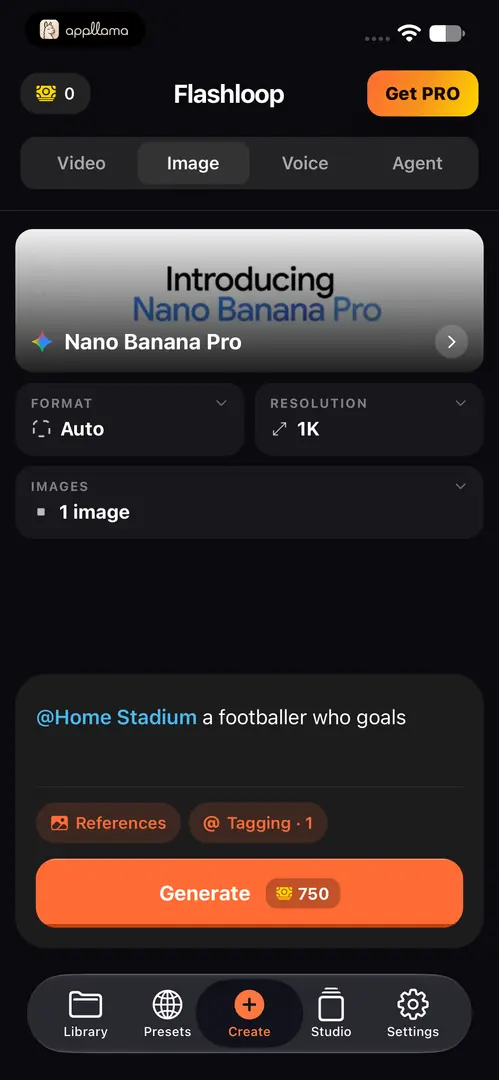 appllama
0
Flashloop
Get PRO
Video
Image
Voice
Agent
Introducing
Nano Banana Pro
Nano Banana Pro
FORMAT
Auto
RESOLUTION
1K
IMAGES
1 image
@Home Stadium a footballer who goals
References
@ Tagging · 1
Generate 750
Library
Presets
Create
Studio
Settings